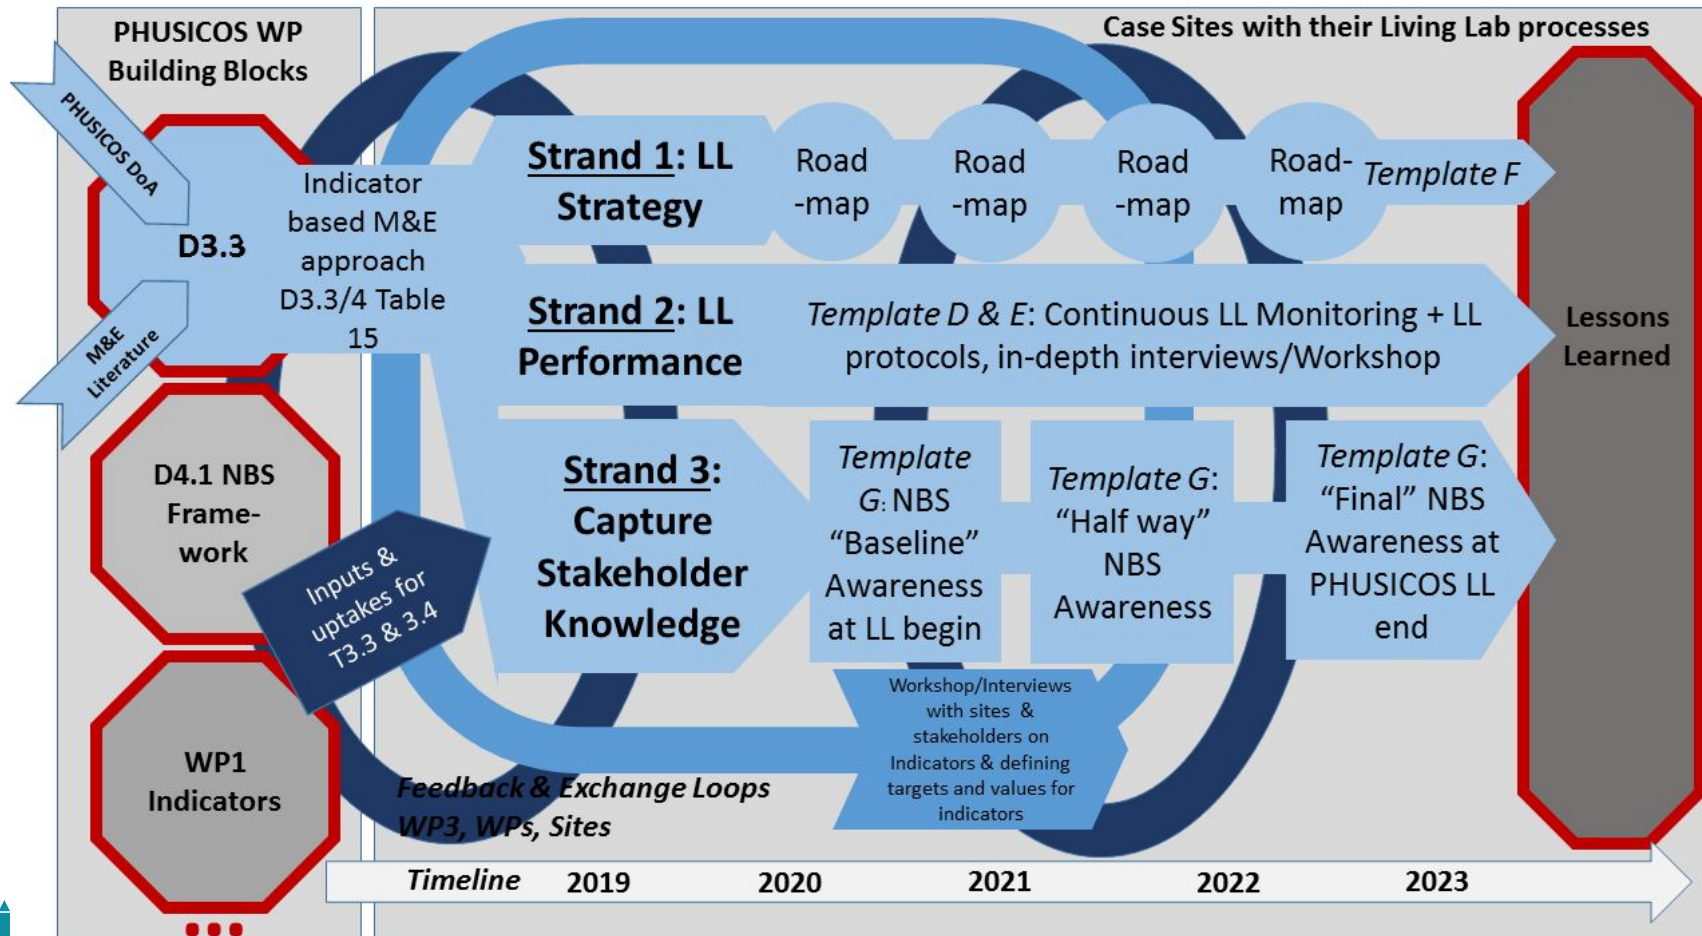 PHUSICOS WP
Building Blocks
Case Sites with their Living Lab processes
PHUSICOS DoA
D3.3
M&E
Literature
Indicator
based M&E
approach
D3.3/4 Table
15
D4.1 NBS
Frame-
work
WP1
Indicators
Inputs &
uptakes for
T3.3 & 3.4
Strand 1: LL
Strategy
Road
-map
Road
-map
Road
-map
Road-
map
Template F
Strand 2: LL
Performance
Template D & E: Continuous LL Monitoring + LL
protocols, in-depth interviews/Workshop
Strand 3:
Capture
Stakeholder
Knowledge
Template
G: NBS
“Baseline”
Awareness
at LL begin
Template G:
“Half way”
NBS
Awareness
Template G:
“Final” NBS
Awareness at
PHUSICOS LL
end
Lessons
Learned
Workshop/Interviews
with sites &
stakeholders on
Indicators & defining
targets and values for
indicators
Feedback & Exchange Loops
WP3, WPs, Sites
Timeline 2019 2020 2021 2022 2023